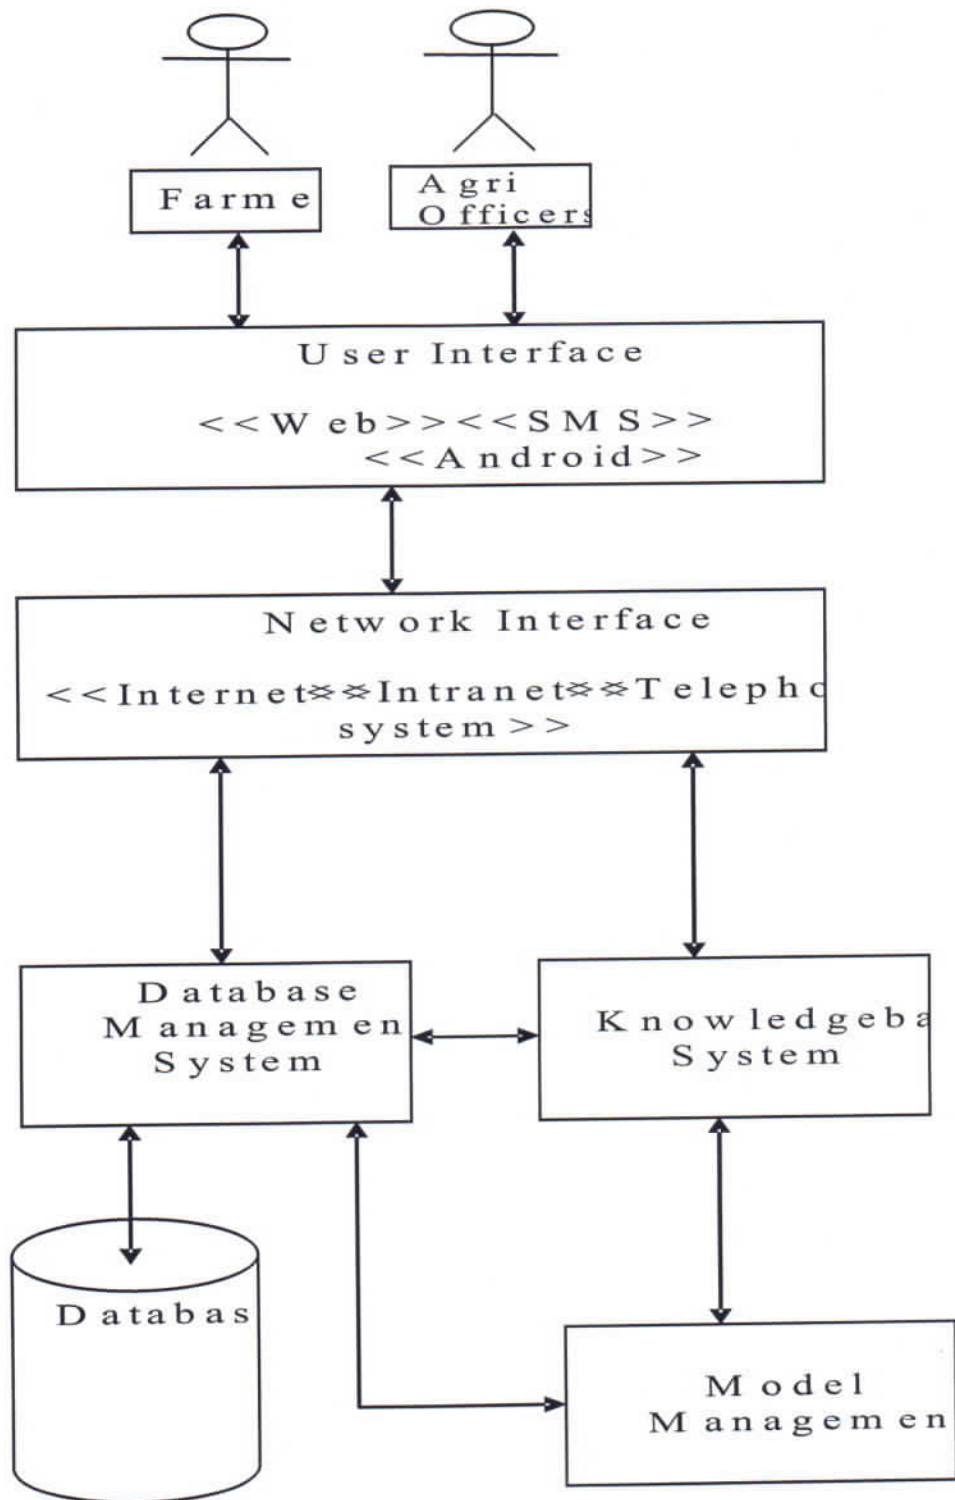 Farme
Agri
Officers
User Interface
<<Web>><<SMS>>
<<Android>>
Network Interface
<<Internet>><<Intranet>><<Telepho
system>>
Database
Managemen
System
Knowledgeba
System
Databas
Model
Managemen